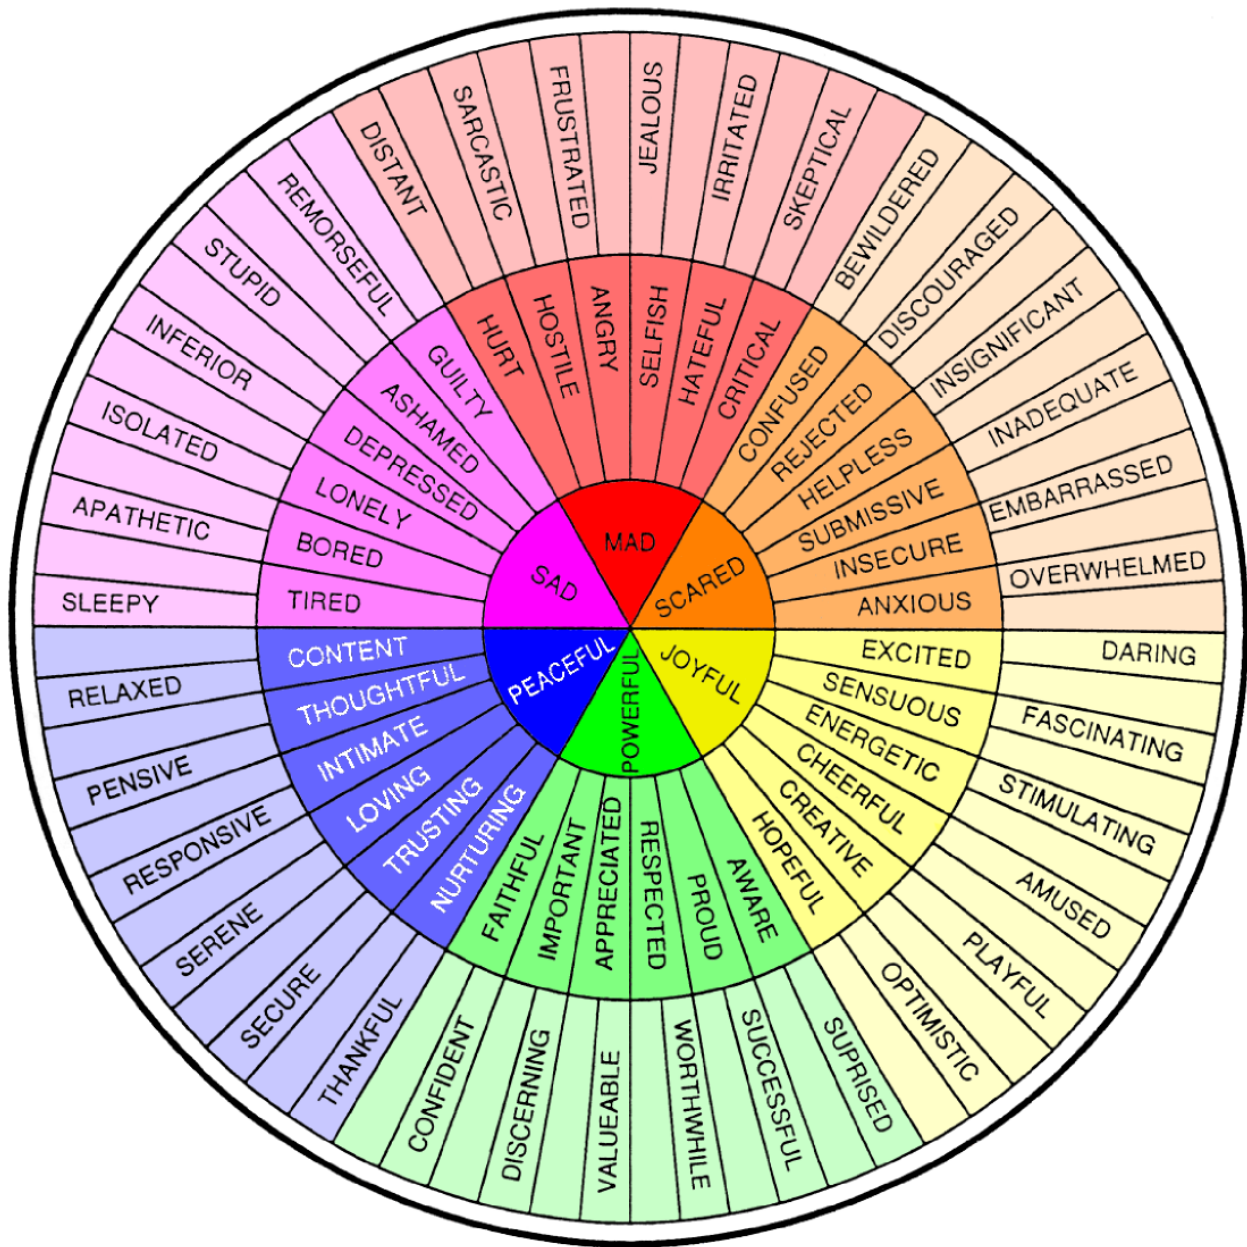 MAD
SCARED
JOYFUL
POWERFUL
PEACEFUL
SAD
HURT
HOSTILE
ANGRY
SELFISH
HATEFUL
CRITICAL
CONFUSED
REJECTED
HELPLESS
SUBMISSIVE
INSECURE
ANXIOUS
EXCITED
SENSUOUS
ENERGETIC
CHEERFUL
CREATIVE
HOPEFUL
AWARE
PROUD
RESPECTED
APPRECIATED
IMPORTANT
FAITHFUL
NURTURING
TRUSTING
LOVING
INTIMATE
THOUGHTFUL
CONTENT
TIRED
BORED
LONELY
DEPRESSED
ASHAMED
GUILTY
DISTANT
SARCASTIC
FRUSTRATED
JEALOUS
IRRITATED
SKEPTICAL
BEWILDERED
DISCOURAGED
INSIGNIFICANT
INADEQUATE
EMBARRASSED
OVERWHELMED
DARING
FASCINATING
STIMULATING
AMUSED
PLAYFUL
OPTIMISTIC
SUPRISED
SUCCESSFUL
WORTHWHILE
VALUEABLE
DISCERNING
CONFIDENT
THANKFUL
SECURE
SERENE
RESPONSIVE
PENSIVE
RELAXED
SLEEPY
APATHETIC
ISOLATED
INFERIOR
STUPID
REMORSEFUL